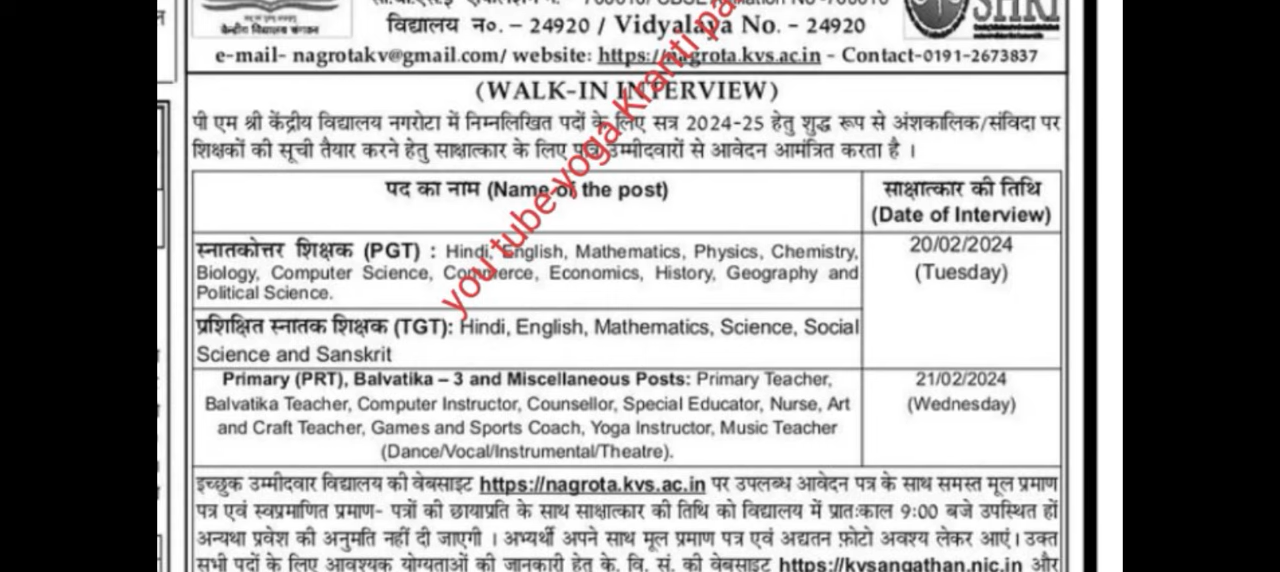 केन्द्रीय विद्यालय संगठन
SHRI
विद्यालय न०. – 24920 / Vidyalaya No. - 24920
e-mail- nagrotakv@gmail.com/ website: https://nagrota.kvs.ac.in - Contact-0191-2673837
(WALK-IN INTERVIEW)
पी एम श्री केंद्रीय विद्यालय नगरोटा में निम्नलिखित पदों के लिए सत्र 2024-25 हेतु शुद्ध रूप से अंशकालिक/संविदा पर
शिक्षकों की सूची तैयार करने हेतु साक्षात्कार के लिए पात्र उम्मीदवारों से आवेदन आमंत्रित करता है ।
पद का नाम (Name of the post)
साक्षात्कार की तिथि
(Date of Interview)
स्नातकोत्तर शिक्षक (PGT) : Hindi, English, Mathematics, Physics, Chemistry,
Biology, Computer Science, Commerce, Economics, History, Geography and
Political Science.
20/02/2024
(Tuesday)
प्रशिक्षित स्नातक शिक्षक (TGT): Hindi, English, Mathematics, Science, Social
Science and Sanskrit
Primary (PRT), Balvatika – 3 and Miscellaneous Posts: Primary Teacher,
Balvatika Teacher, Computer Instructor, Counsellor, Special Educator, Nurse, Art
and Craft Teacher, Games and Sports Coach, Yoga Instructor, Music Teacher
(Dance/Vocal/Instrumental/Theatre).
21/02/2024
(Wednesday)
इच्छुक उम्मीदवार विद्यालय की वेबसाइट https://nagrota.kvs.ac.in पर उपलब्ध आवेदन पत्र के साथ समस्त मूल प्रमाण
पत्र एवं स्वप्रमाणित प्रमाण- पत्रों की छायाप्रति के साथ साक्षात्कार की तिथि को विद्यालय में प्रातःकाल 9:00 बजे उपस्थित हों
अन्यथा प्रवेश की अनुमति नहीं दी जाएगी । अभ्यर्थी अपने साथ मूल प्रमाण पत्र एवं अद्यतन फ़ोटो अवश्य लेकर आएं। उक्त
सभी पदों के लिए आवश्यक योग्यताओं की जानकारी हेतु के. वि. सं. की वेबसाइट https://kvsangathan.nic.in और
you tube-yoga Kranti pa